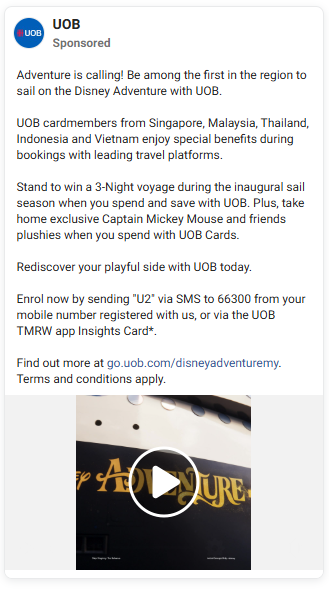 UOB
UOB
Sponsored
Adventure is calling! Be among the first in the region to
sail on the Disney Adventure with UOB.
UOB cardmembers from Singapore, Malaysia, Thailand,
Indonesia and Vietnam enjoy special benefits during
bookings with leading travel platforms.
Stand to win a 3-Night voyage during the inaugural sail
season when you spend and save with UOB. Plus, take
home exclusive Captain Mickey Mouse and friends
plushies when you spend with UOB Cards.
Rediscover your playful side with UOB today.
Enrol now by sending "U2" via SMS to 66300 from your
mobile number registered with us, or via the UOB
TMRW app Insights Card*.
Find out more at go.uob.com/disneyadventuremy.
Terms and conditions apply.
ADVENTURE